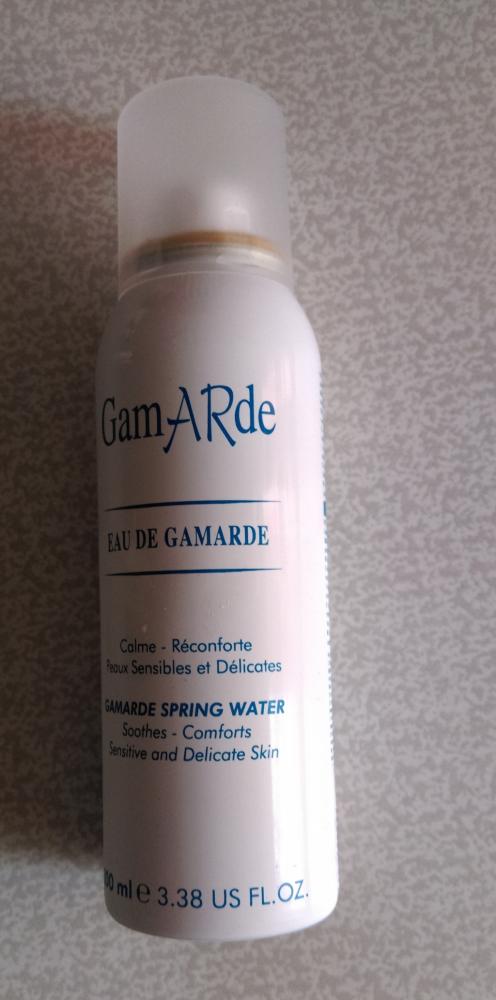 GamARde
EAU DE GAMARDE
Calme - Réconforte
Peaux Sensibles et Délicates
GAMARDE SPRING WATER
Soothes - Comforts
Sensitive and Delicate Skin
00 ml e 3.38 US FL.OZ.